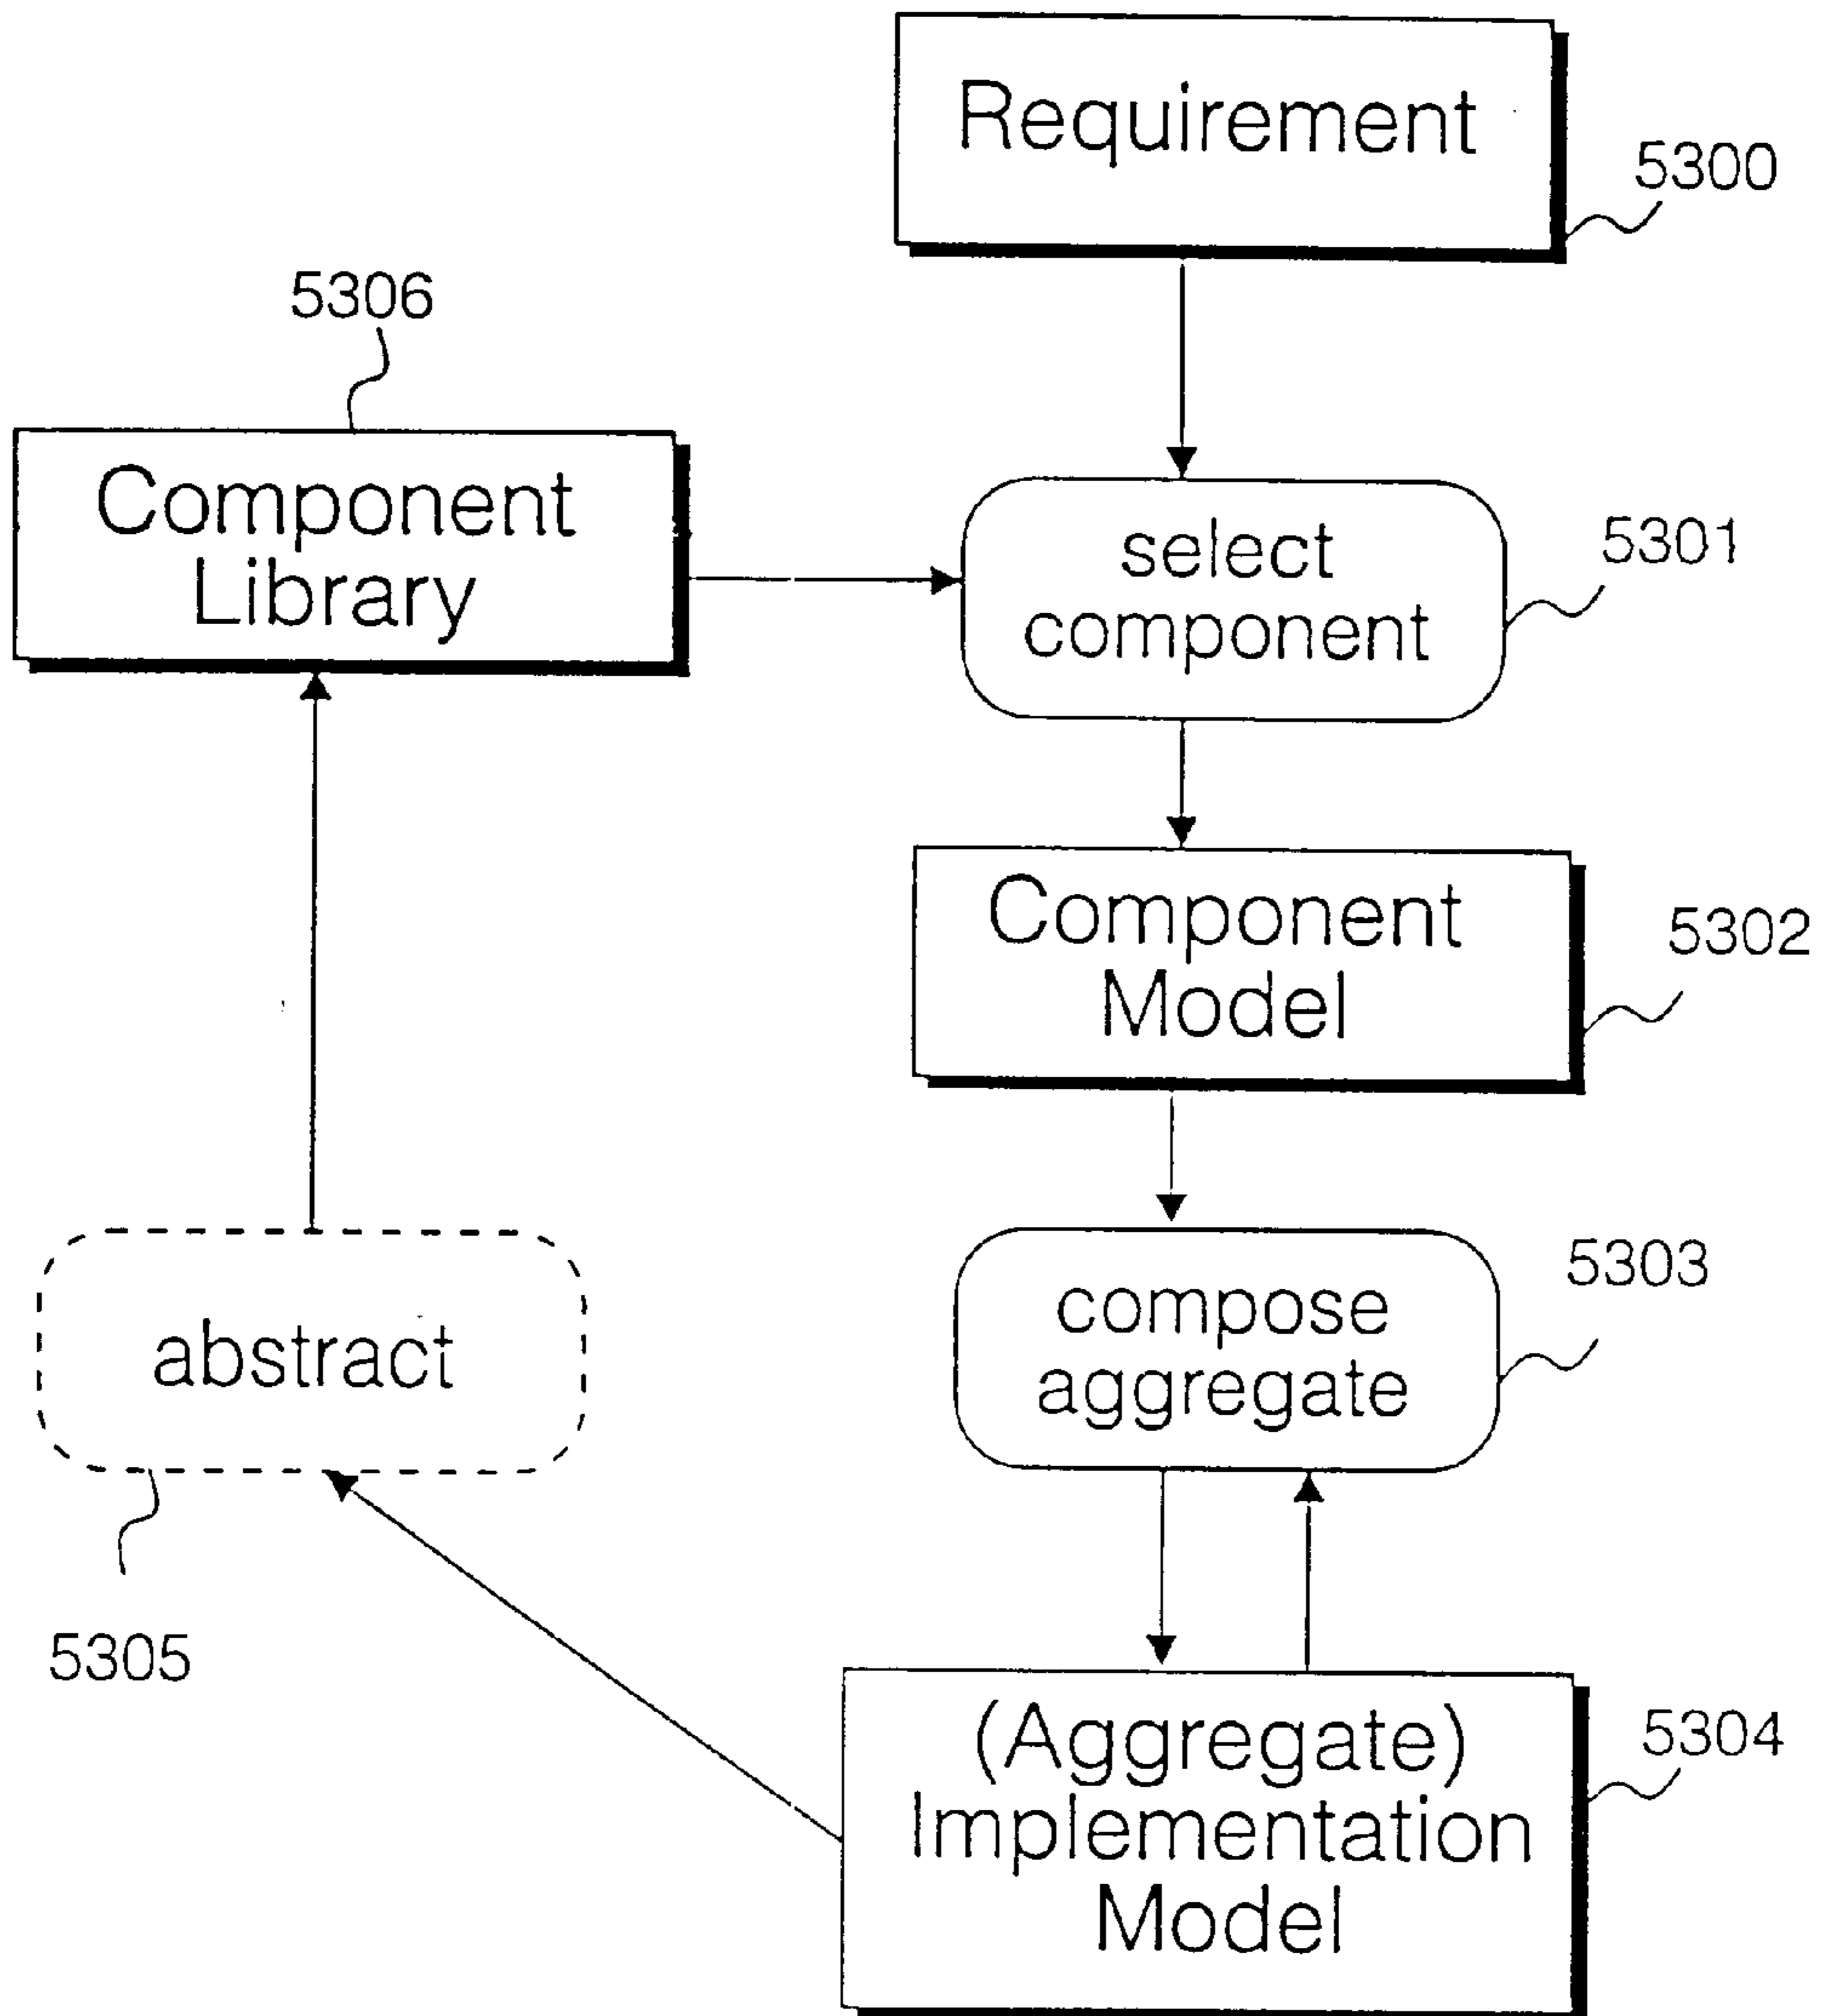 Requirement
5300
5306
Component
Library
select
component
5301
Component
Model
5302
compose
aggregate
5303
abstract
5305
(Aggregate)
Implementation
Model
5304